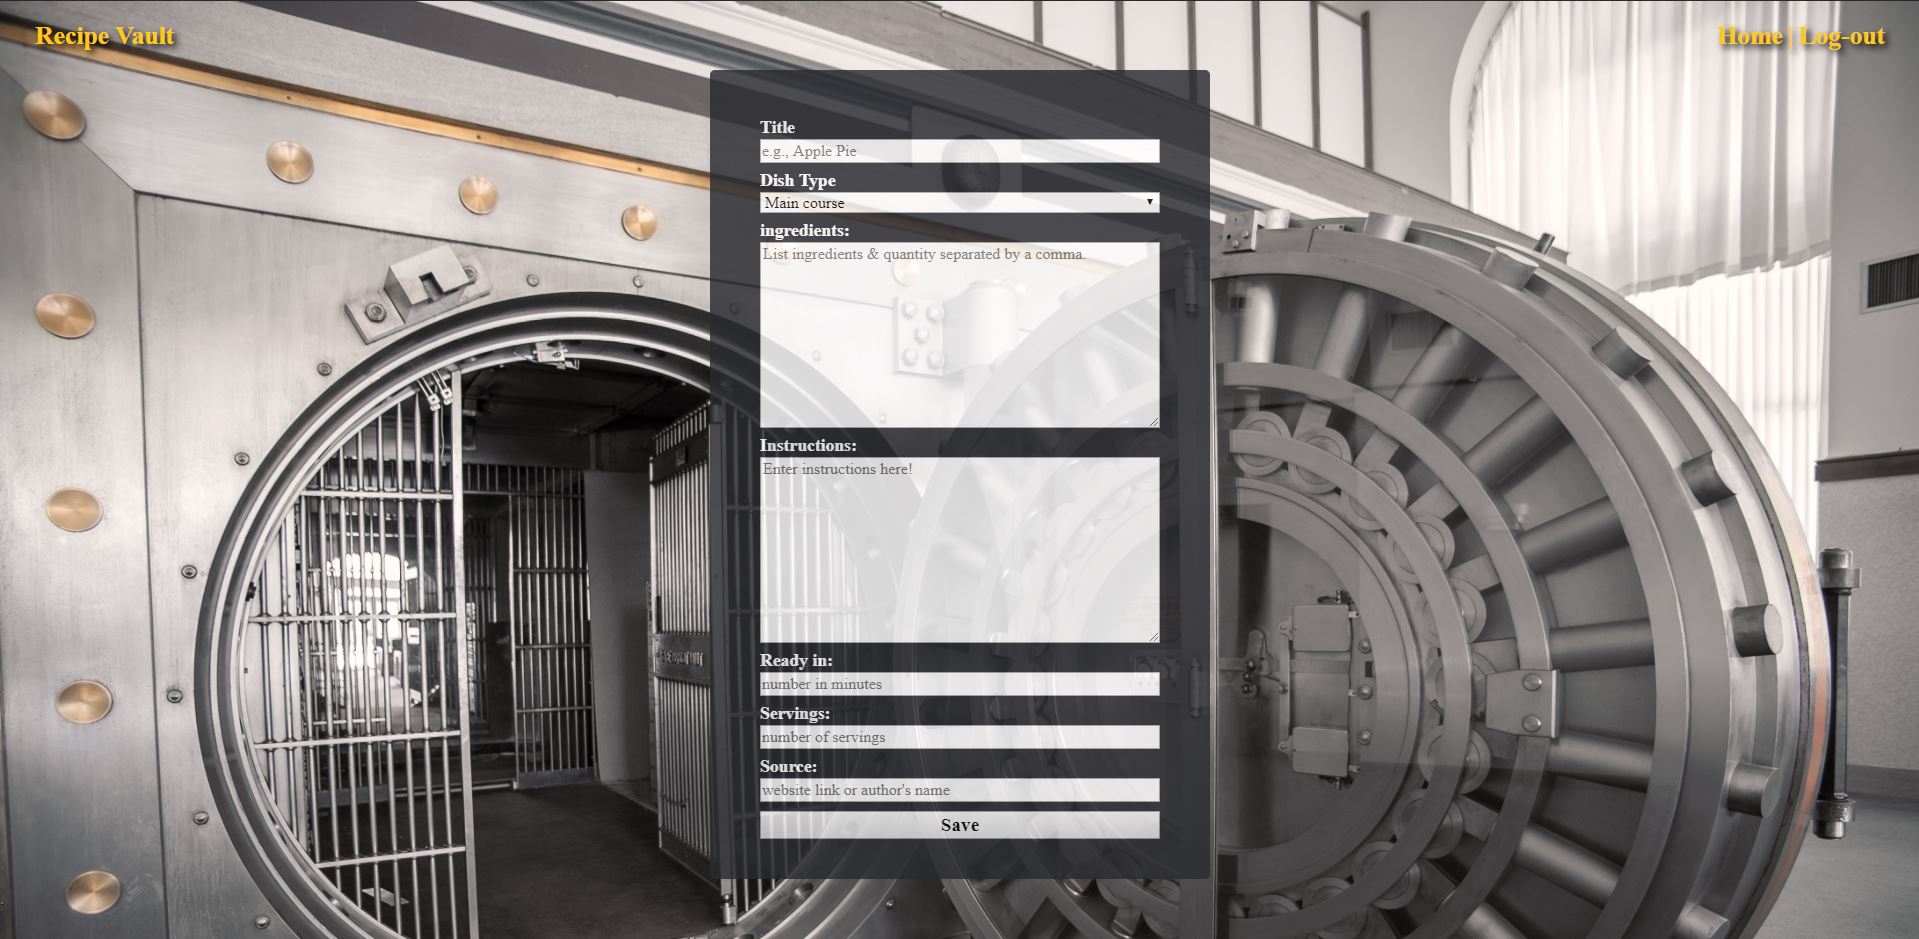 Recipe Vault
Home | Log-out
Title
e.g., Apple Pie
Dish Type
Main course
ingredients:
List ingredients & quantity separated by a comma.
Instructions:
Enter instructions here!
Ready in:
number in minutes
Servings:
number of servings
Source:
website link or author's name
Save